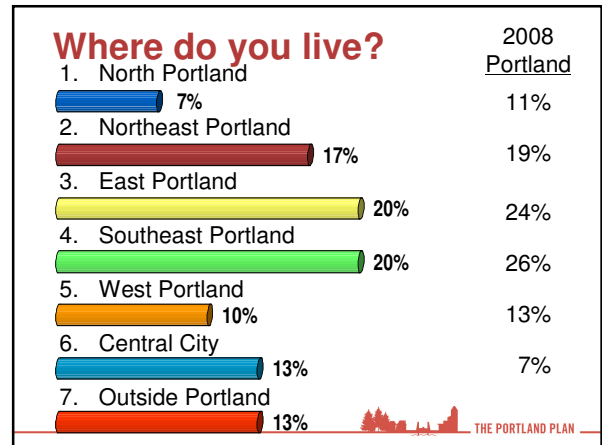 Where do you live?
2008
Portland
1. North Portland
7%
11%
2. Northeast Portland
17%
19%
3. East Portland
20%
24%
4. Southeast Portland
20%
26%
5. West Portland
10%
13%
6. Central City
13%
7%
7. Outside Portland
13%
THE PORTLAND PLAN